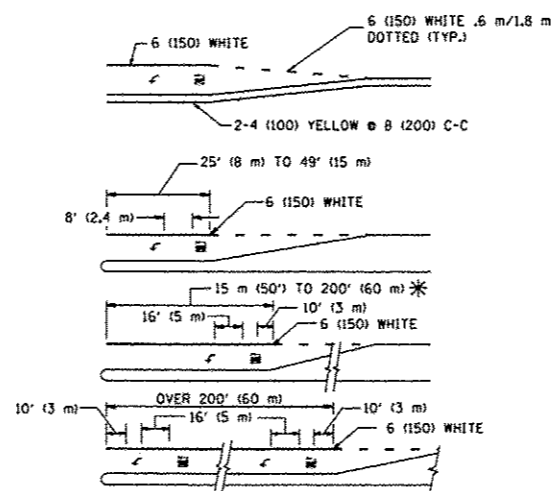 6 (150) WHITE .6 m/1.8 m
DOTTED (TYP.)
6 (150) WHITE
2-4 (100) YELLOW @ 8 (200) C-C
25' (8 m) TO 49' (15 m)
6 (150) WHITE
8' (2.4 m)
15 m (50') TO 200' (60 m) *
16' (5 m)
10' (3 m)
6 (150) WHITE
OVER 200' (60 m)
10' (3 m)
16' (5 m)
10' (3 m)
6 (150) WHITE